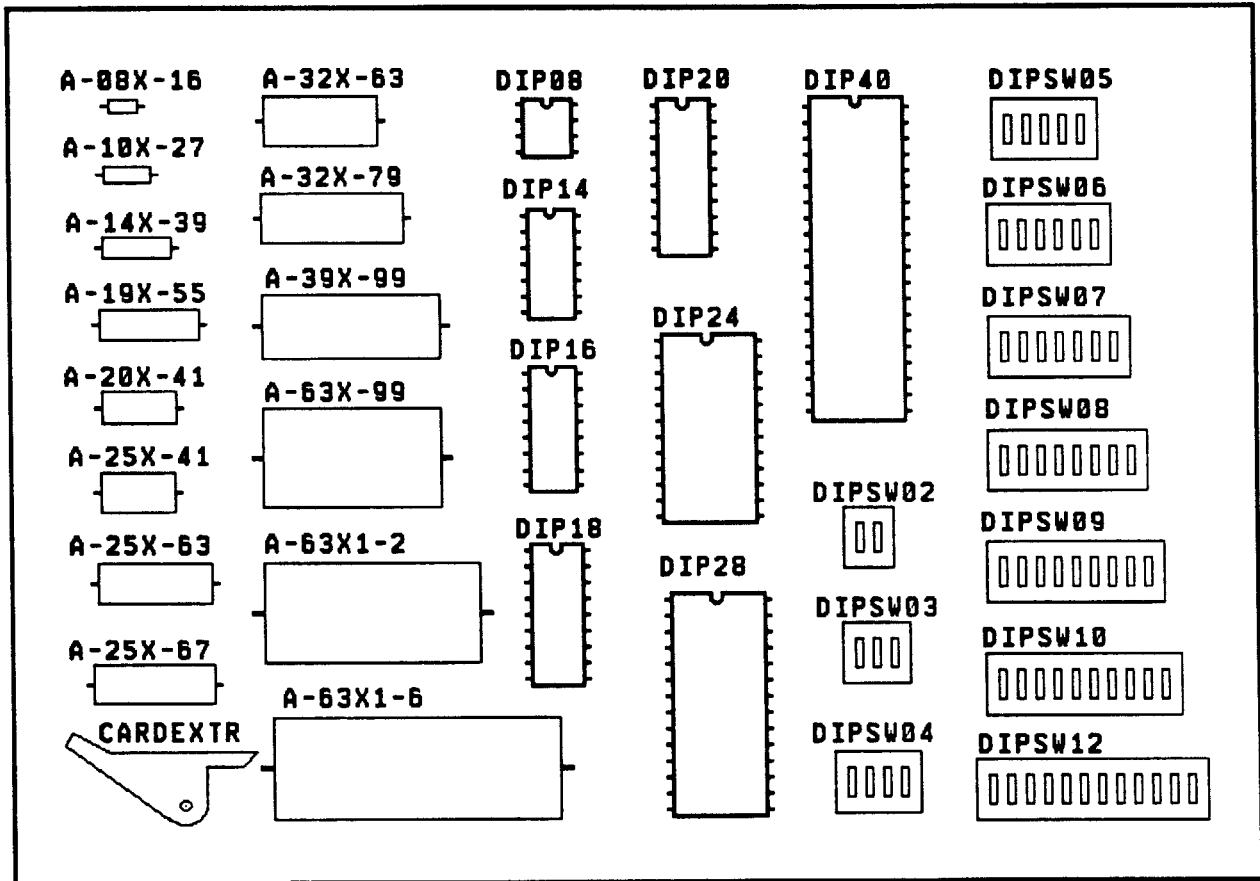 A-08X-16
A-10X-27
A-14X-39
A-19X-55
A-20X-41
A-25X-41
A-25X-63
A-25X-67
CARDEXTR
A-32X-63
A-32X-79
A-39X-99
A-63X-99
A-63X1-2
A-63X1-6
DIP08
DIP14
DIP16
DIP18
DIP20
DIP24
DIP28
DIP40
DIPSW02
DIPSW03
DIPSW04
DIPSW05
DIPSW06
DIPSW07
DIPSW08
DIPSW09
DIPSW10
DIPSW12